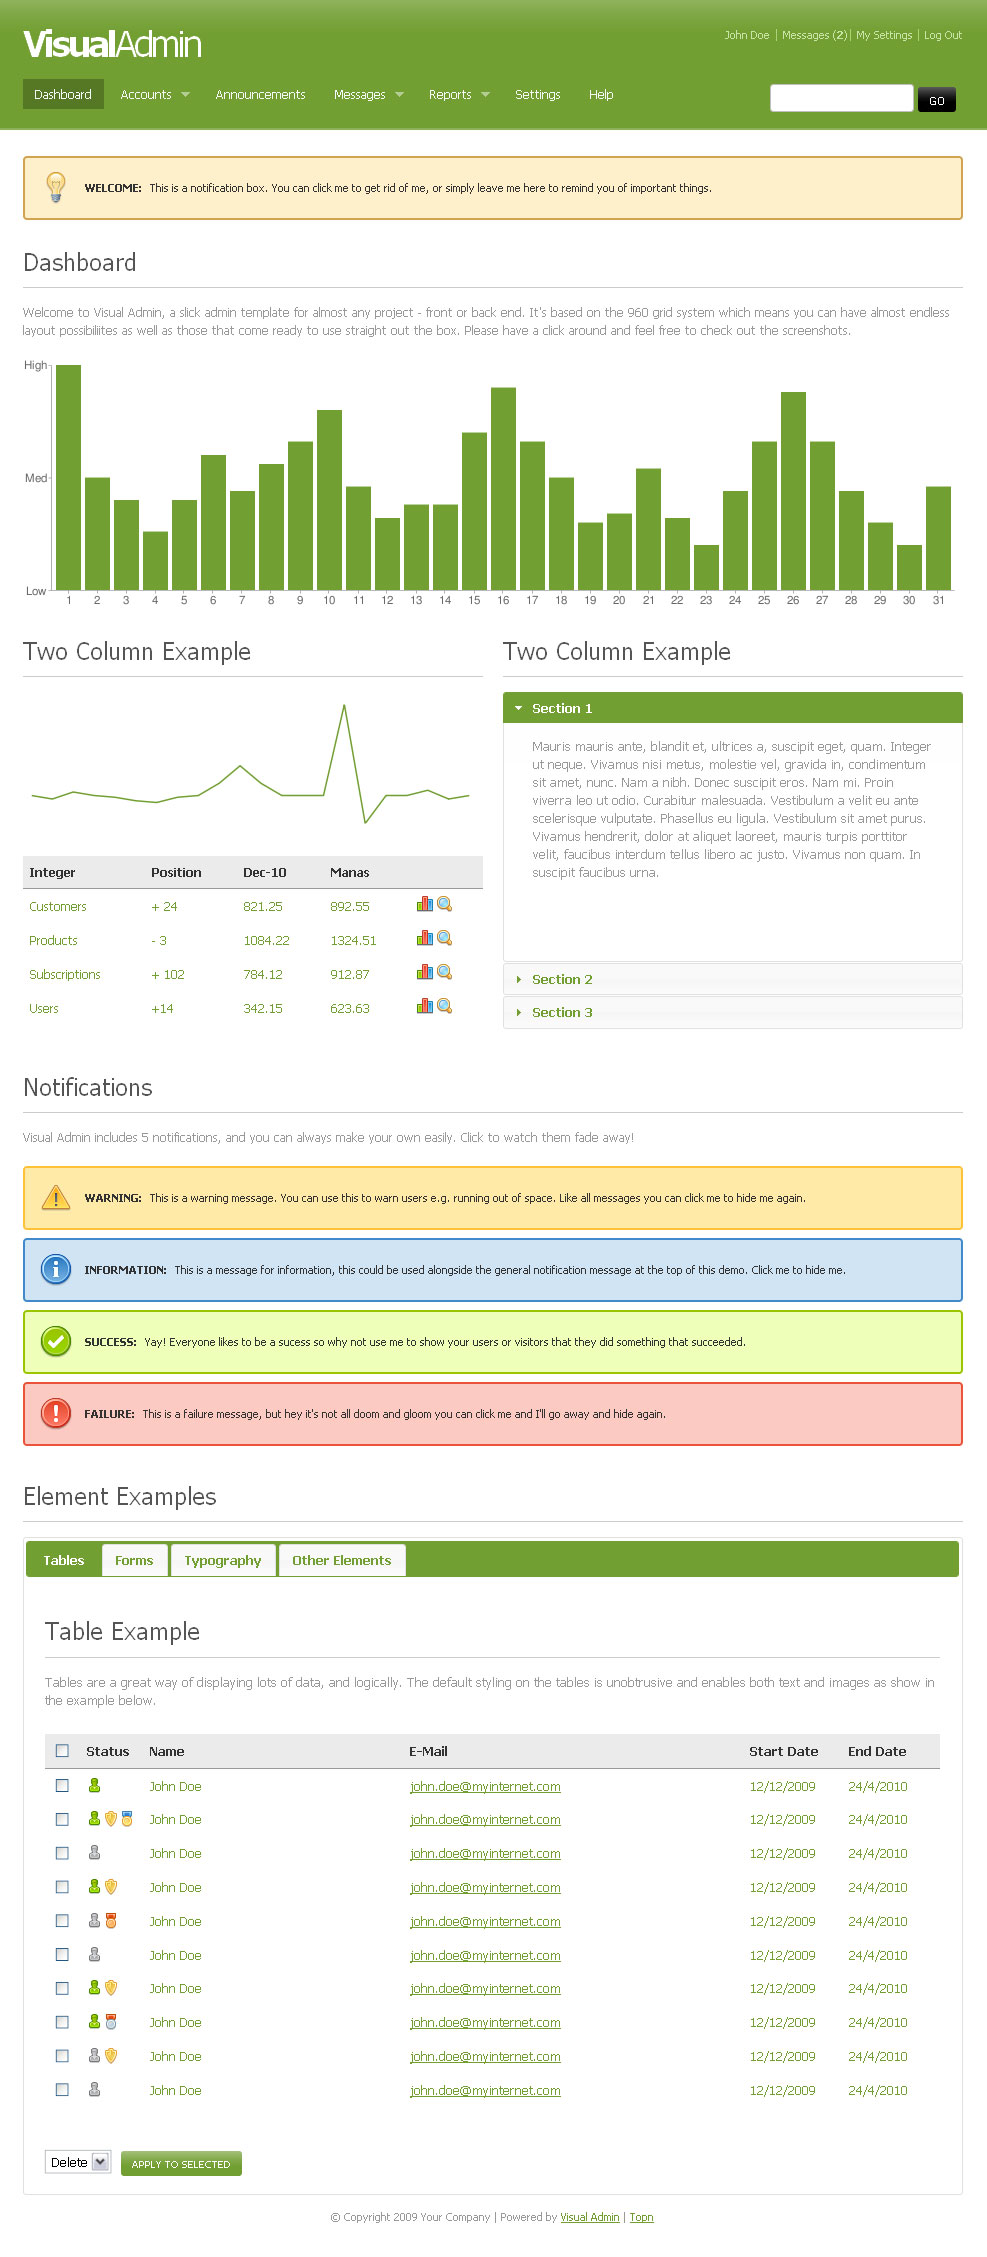 VisualAdmin
John Doe | Messages (2) | My Settings | Log Out
Dashboard Accounts Announcements Messages Reports Settings Help GO
WELCOME: This is a notification box. You can click me to get rid of me, or simply leave me here to remind you of important things.
Dashboard
Welcome to Visual Admin, a slick admin template for almost any project - front or back end. It's based on the 960 grid system which means you can have almost endless
layout possibiliites as well as those that come ready to use straight out the box. Please have a click around and feel free to check out the screenshots.
High
Med
Low
1 2 3 4 5 6 7 8 9 10 11 12 13 14 15 16 17 18 19 20 21 22 23 24 25 26 27 28 29 30 31
Two Column Example
Integer Position Dec-10 Manas
Customers + 24 821.25 892.55
Products - 3 1084.22 1324.51
Subscriptions + 102 784.12 912.87
Users +14 342.15 623.63
Two Column Example
Section 1
Mauris mauris ante, blandit et, ultrices a, suscipit eget, quam. Integer
ut neque. Vivamus nisi metus, molestie vel, gravida in, condimentum
sit amet, nunc. Nam a nibh. Donec suscipit eros. Nam mi. Proin
viverra leo ut odio. Curabitur malesuada. Vestibulum a velit eu ante
scelerisque vulputate. Phasellus eu ligula. Vestibulum sit amet purus.
Vivamus hendrerit, dolor at aliquet laoreet, mauris turpis porttitor
velit, faucibus interdum tellus libero ac justo. Vivamus non quam. In
suscipit faucibus urna.
Section 2
Section 3
Notifications
Visual Admin includes 5 notifications, and you can always make your own easily. Click to watch them fade away!
WARNING: This is a warning message. You can use this to warn users e.g. running out of space. Like all messages you can click me to hide me again.
INFORMATION: This is a message for information, this could be used alongside the general notification message at the top of this demo. Click me to hide me.
SUCCESS: Yay! Everyone likes to be a sucess so why not use me to show your users or visitors that they did something that succeeded.
FAILURE: This is a failure message, but hey it's not all doom and gloom you can click me and I'll go away and hide again.
Element Examples
Tables Forms Typography Other Elements
Table Example
Tables are a great way of displaying lots of data, and logically. The default styling on the tables is unobtrusive and enables both text and images as show in
the example below.
Status Name E-Mail Start Date End Date
John Doe john.doe@myinternet.com 12/12/2009 24/4/2010
John Doe john.doe@myinternet.com 12/12/2009 24/4/2010
John Doe john.doe@myinternet.com 12/12/2009 24/4/2010
John Doe john.doe@myinternet.com 12/12/2009 24/4/2010
John Doe john.doe@myinternet.com 12/12/2009 24/4/2010
John Doe john.doe@myinternet.com 12/12/2009 24/4/2010
John Doe john.doe@myinternet.com 12/12/2009 24/4/2010
John Doe john.doe@myinternet.com 12/12/2009 24/4/2010
John Doe john.doe@myinternet.com 12/12/2009 24/4/2010
John Doe john.doe@myinternet.com 12/12/2009 24/4/2010
Delete APPLY TO SELECTED
© Copyright 2009 Your Company | Powered by Visual Admin | Topn